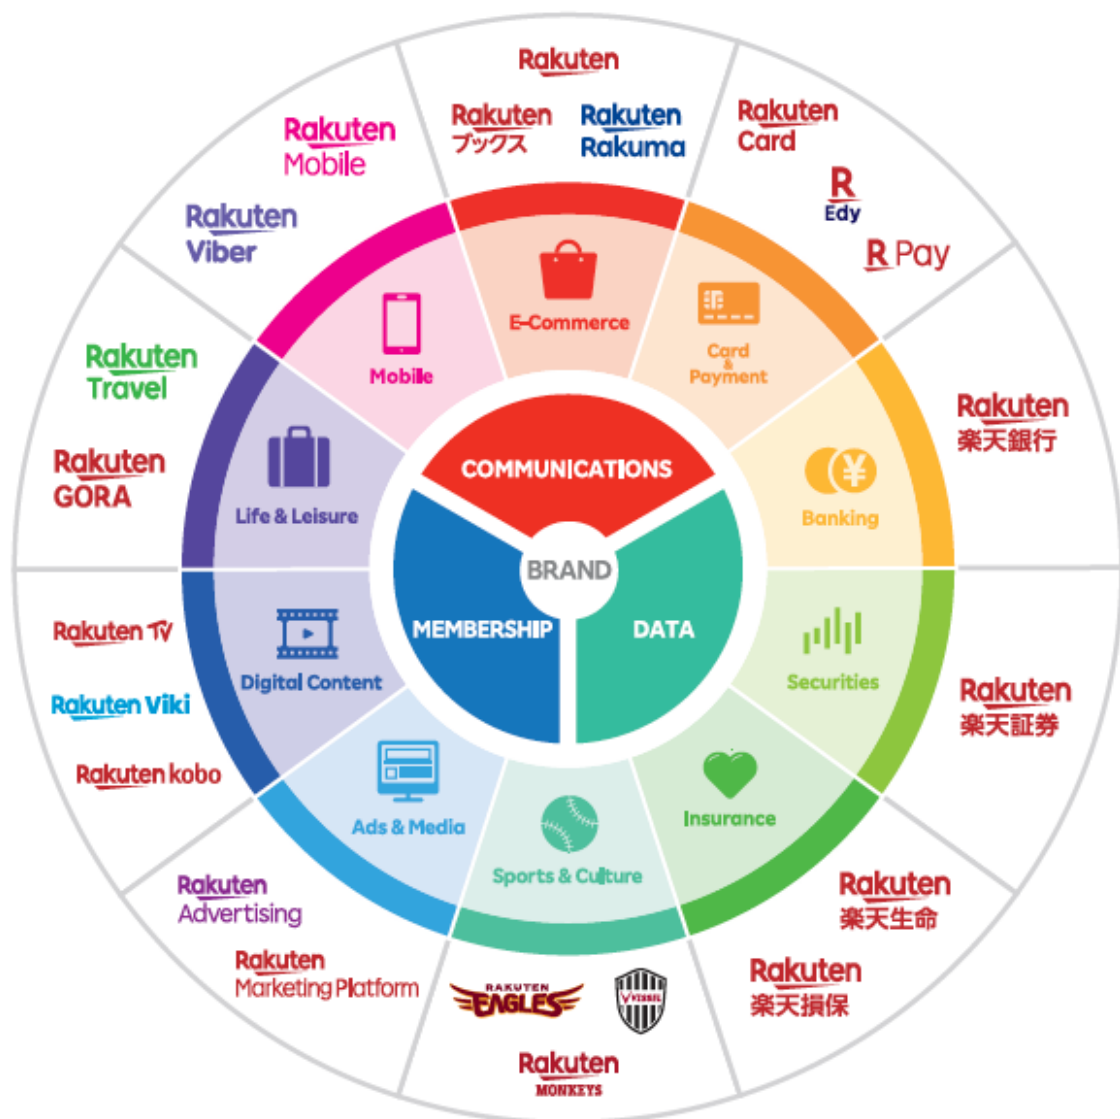 Rakuten
Rakuten
ブックス
Rakuten
Rakuma
Rakuten
Card
R
Edy
R Pay
Rakuten
楽天銀行
Rakuten
楽天証券
Rakuten
楽天生命
Rakuten
楽天損保
RAKUTEN
EAGLES
VISSEL
Rakuten
MONKEYS
Rakuten
Marketing Platform
Rakuten
Advertising
Rakuten kobo
Rakuten Viki
Rakuten TV
Rakuten
GORA
Rakuten
Travel
Rakuten
Viber
Rakuten
Mobile
E-Commerce
Card
&
Payment
¥
Banking
Securities
Insurance
Sports & Culture
Ads & Media
Digital Content
Life & Leisure
Mobile
COMMUNICATIONS
BRAND
MEMBERSHIP
DATA